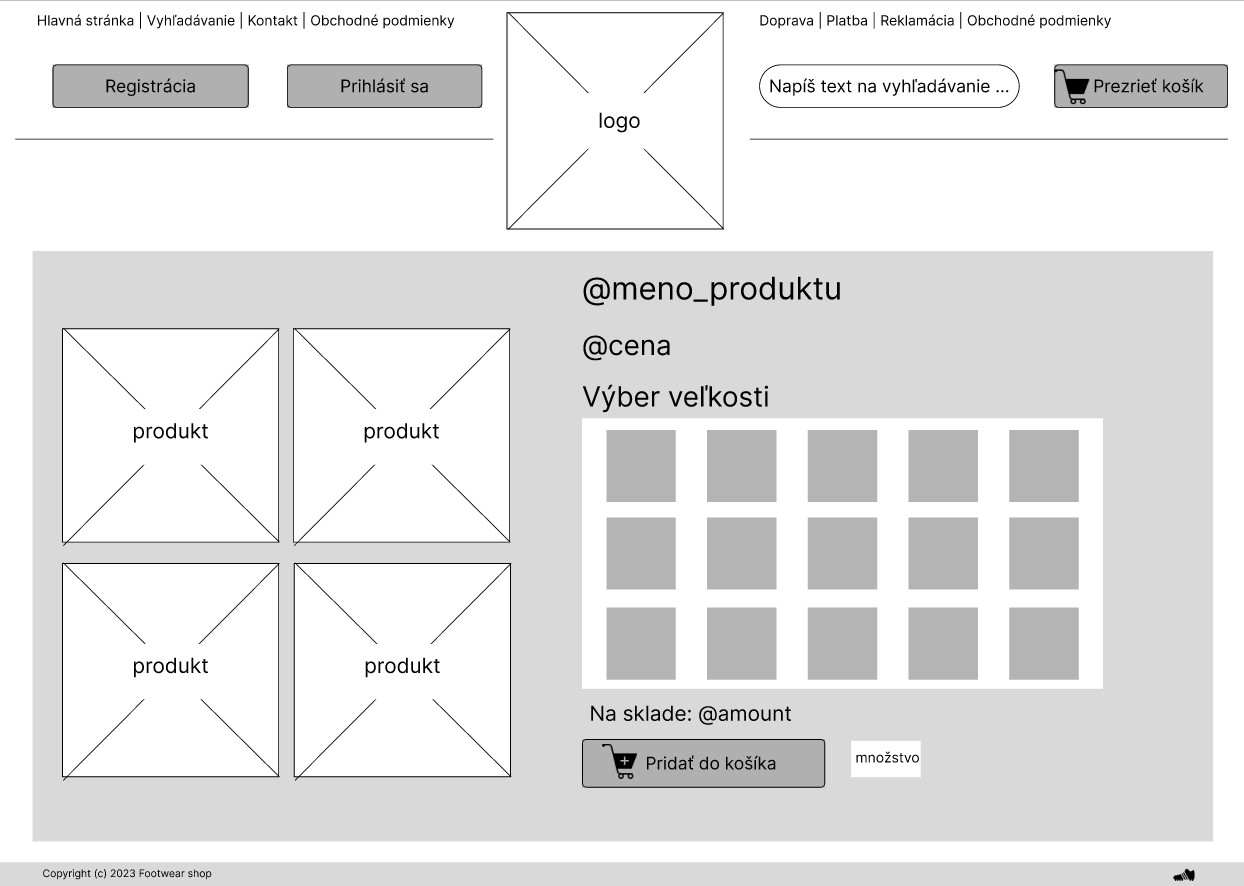 Hlavná stránka | Vyhľadávanie | Kontakt | Obchodné podmienky
Doprava | Platba | Reklamácia | Obchodné podmienky
Registrácia
Prihlásiť sa
logo
Napíš text na vyhľadávanie ...
Prezrieť košík
@meno_produktu
@cena
Výber veľkosti
produkt
produkt
produkt
produkt
Na sklade: @amount
Pridať do košíka
množstvo
Copyright (c) 2023 Footwear shop